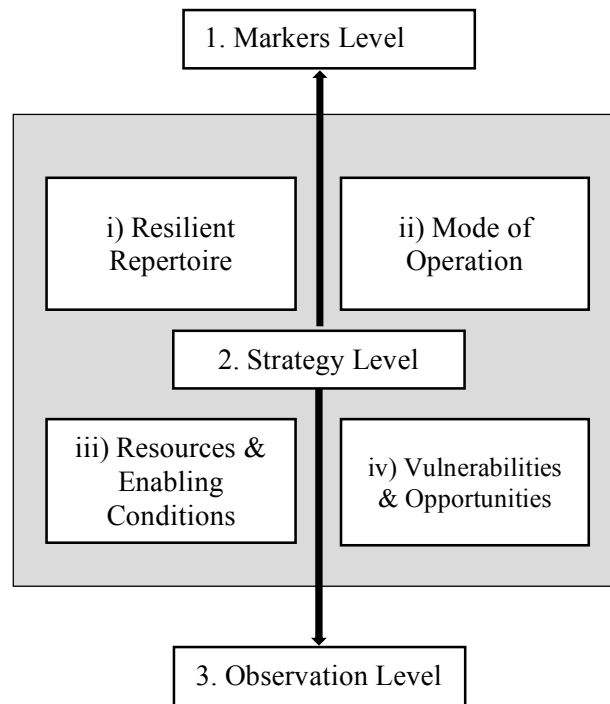 1. Markers Level
i) Resilient
Repertoire
ii) Mode of
Operation
2. Strategy Level
iii) Resources &
Enabling
Conditions
iv) Vulnerabilities
& Opportunities
3. Observation Level